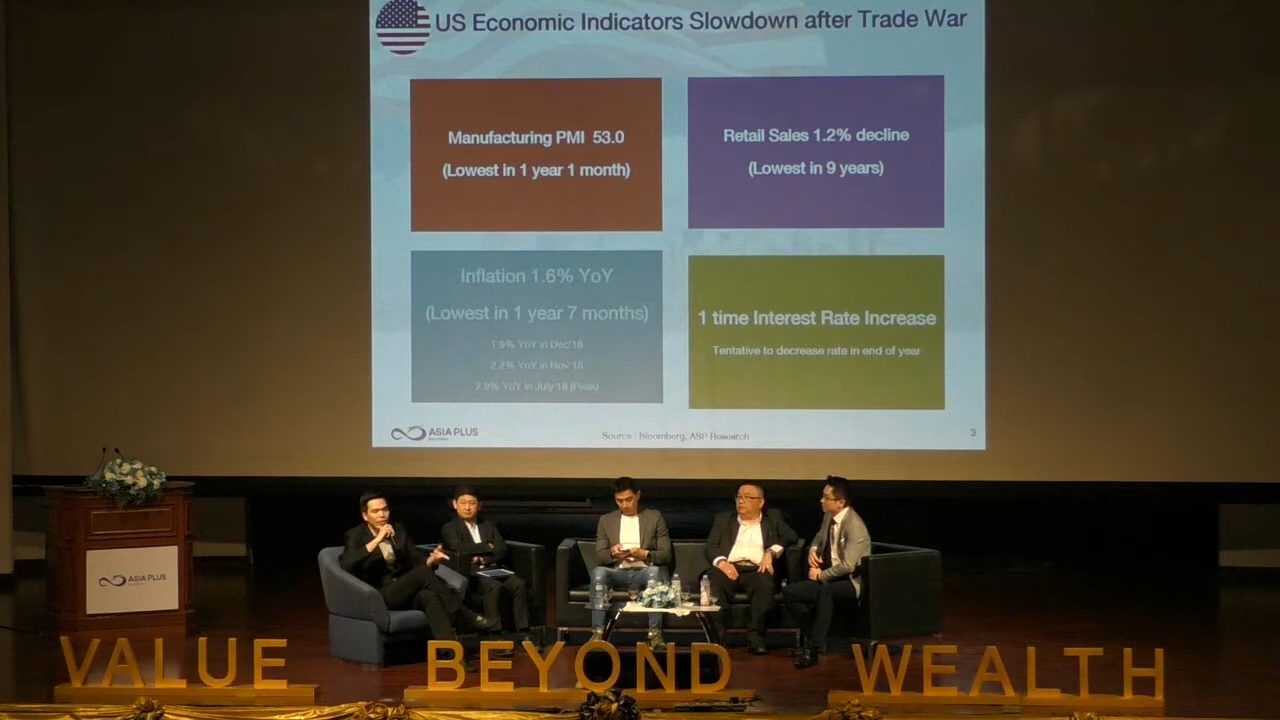 US Economic Indicators Slowdown after Trade War
Manufacturing PMI 53.0
(Lowest in 1 year 1 month)
Retail Sales 1.2% decline
(Lowest in 9 years)
Inflation 1.6% YoY
(Lowest in 1 year 7 months)
1.9% YoY in Dec'18
2.2% YoY in Nov'18
2.9% YoY in July'18 (Peak)
1 time Interest Rate Increase
Tentative to decrease rate in end of year
ASIA PLUS
Source : Bloomberg, ASP Research
3
ASIA PLUS
VALUE BEYOND WEALTH